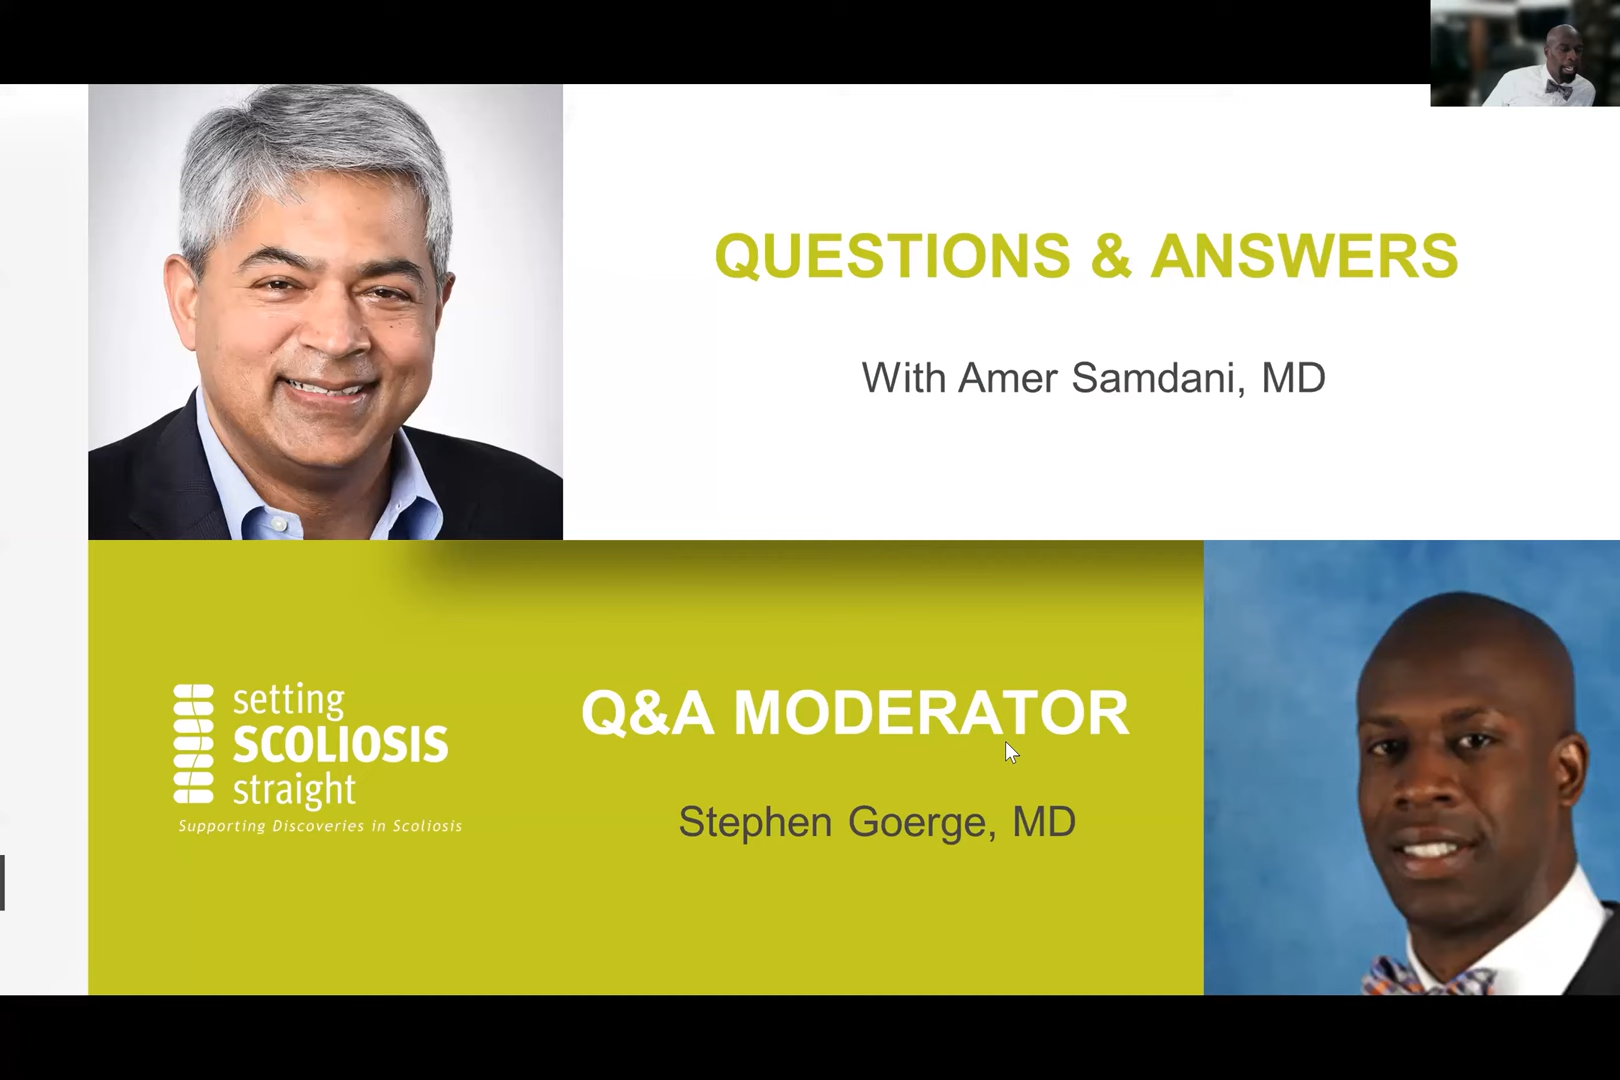 QUESTIONS & ANSWERS
With Amer Samdani, MD
setting
SCOLIOSIS
straight
Supporting Discoveries in Scoliosis
Q&A MODERATOR
Stephen Goerge, MD